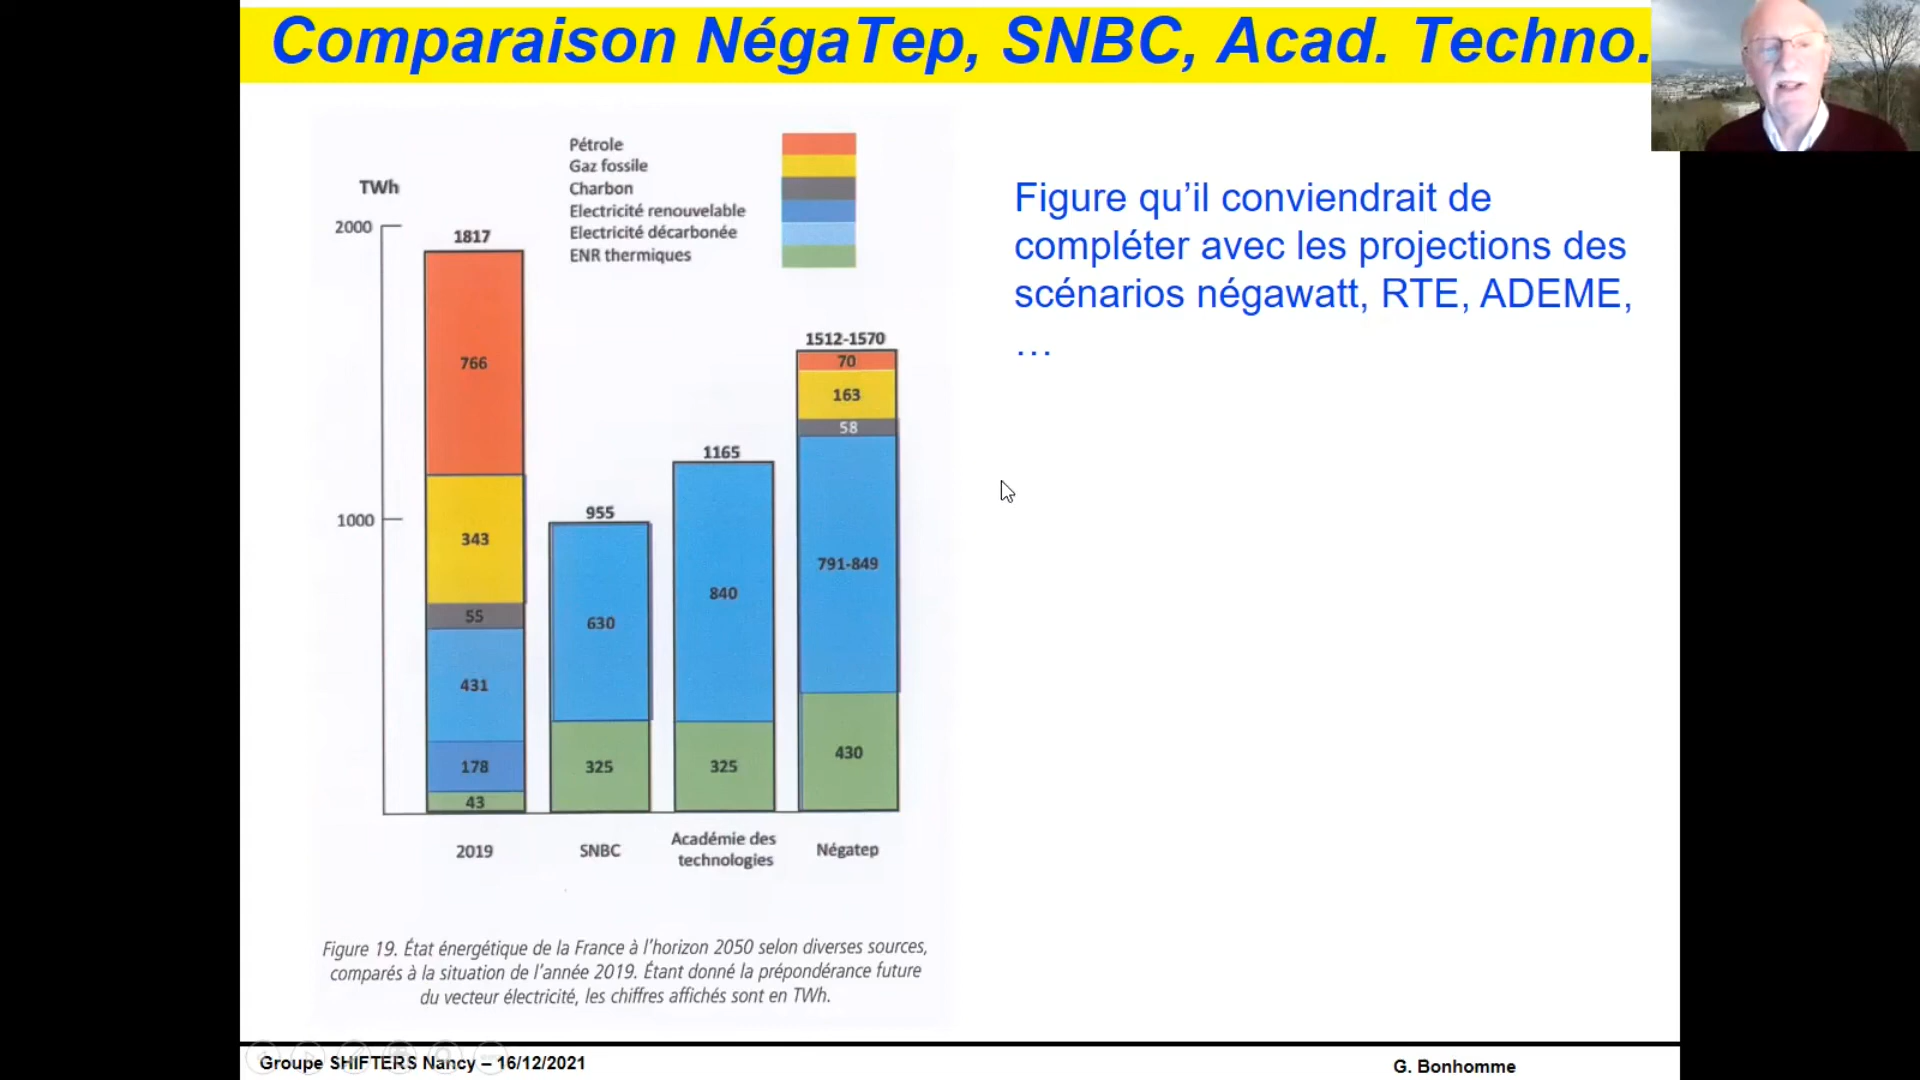 Comparaison NégaTep, SNBC, Acad. Techno.
Pétrole
Gaz fossile
Charbon
Electricité renouvelable
Electricité décarbonée
ENR thermiques
TWh
2000
1000
1817
766
343
55
431
178
43
955
630
325
1165
840
325
1512-1570
70
163
58
791-849
430
2019
SNBC
Académie des
technologies
Négatep
Figure 19. État énergétique de la France à l’horizon 2050 selon diverses sources,
comparés à la situation de l’année 2019. Étant donné la prépondérance future
du vecteur électricité, les chiffres affichés sont en TWh.
Figure qu’il conviendrait de
compléter avec les projections des
scénarios négawatt, RTE, ADEME,
…
Groupe SHIFTERS Nancy – 16/12/2021
G. Bonhomme